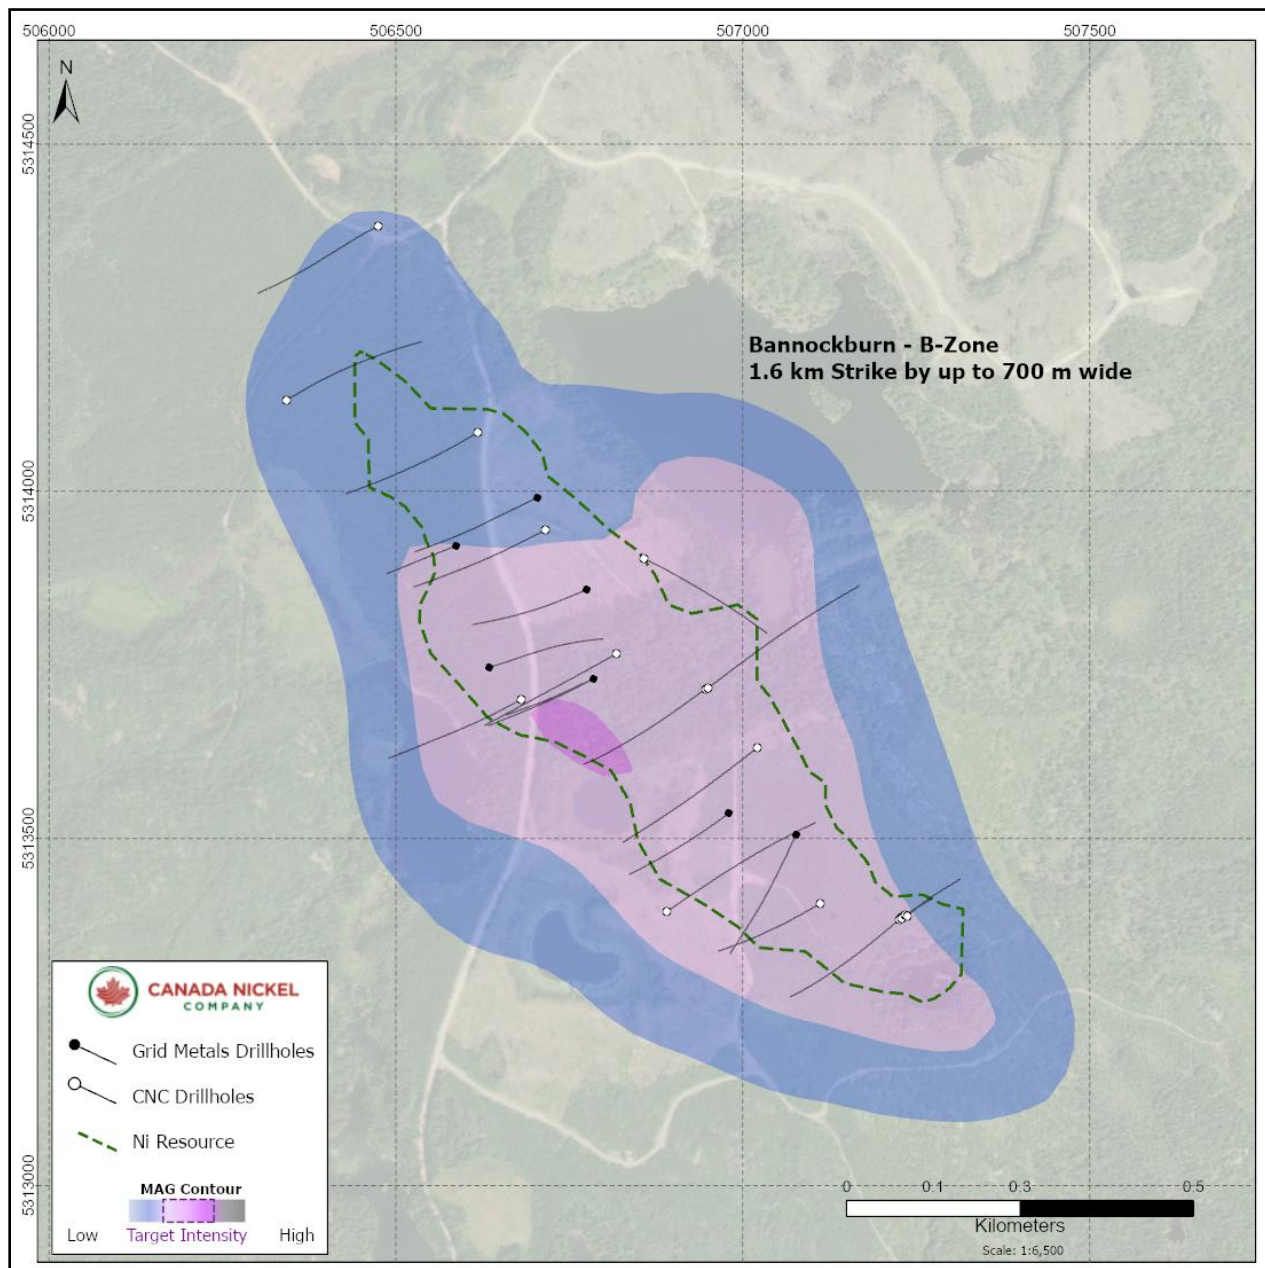 506000
506500
507000
507500
N
5314500
5314000
5313500
5313000
Bannockburn - B-Zone
1.6 km Strike by up to 700 m wide
CANADA NICKEL
COMPANY
Grid Metals Drillholes
CNC Drillholes
Ni Resource
MAG Contour
Low Target Intensity High
0 0.1 0.3 0.5
Kilometers
Scale: 1:6,500